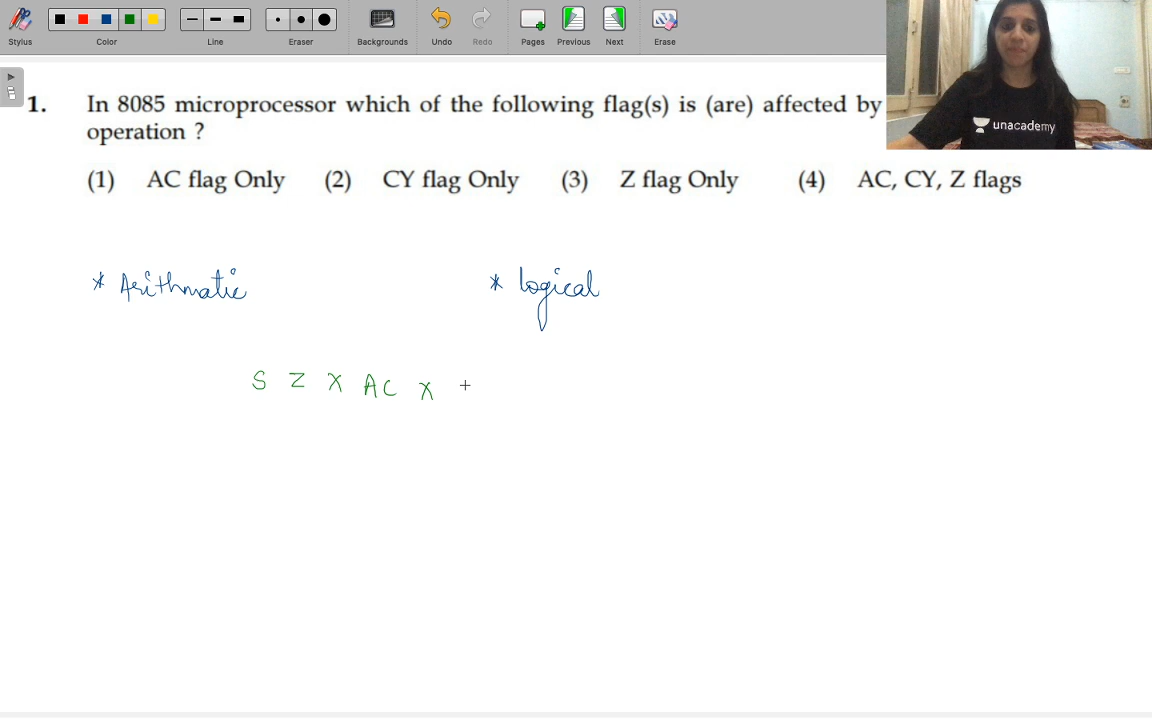 Stylus Color Line Eraser Backgrounds Undo Redo Pages Previous Next Erase
unacademy
1. In 8085 microprocessor which of the following flag(s) is (are) affected by
operation ?
(1) AC flag Only (2) CY flag Only (3) Z flag Only (4) AC, CY, Z flags
* Arithmatic * logical
S Z X AC X